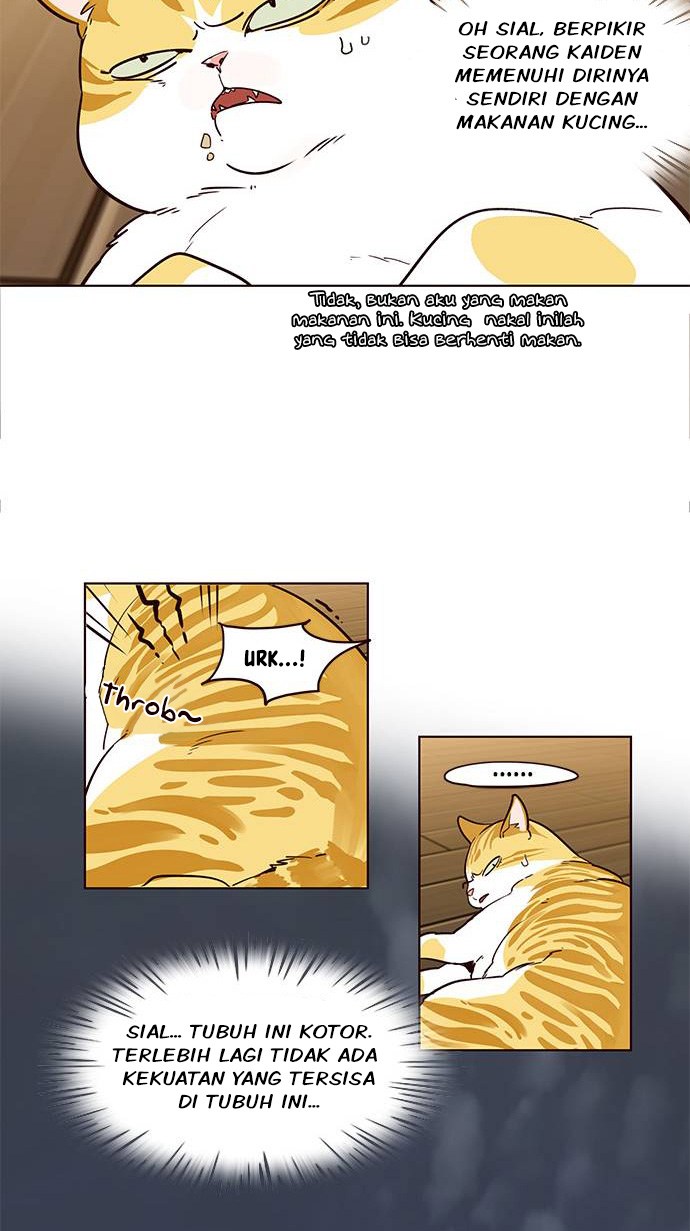 OH SIAL, BERPIKIR
SEORANG KAIDEN
MEMENUHI DIRINYA
SENDIRI DENGAN
MAKANAN KUCING...
Tidak, bukan aku yang makan
makanan ini. Kucing nakal inilah
yang tidak bisa berhenti makan.
URK...!
Throb~
......
SIAL... TUBUH INI KOTOR.
TERLEBIH LAGI TIDAK ADA
KEKUATAN YANG TERSISA
DI TUBUH INI...